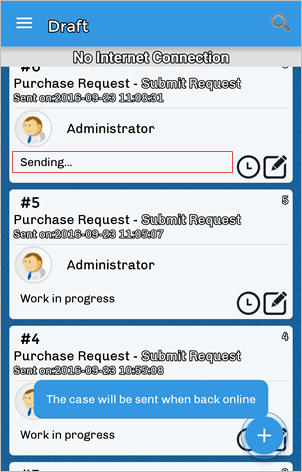 Draft
No Internet Connection
#6
Purchase Request - Submit Request
Sent on:2016-09-23 11:08:31
Administrator
Sending...
#5
5
Purchase Request - Submit Request
Sent on:2016-09-23 11:05:07
Administrator
Work in progress
#4
4
Purchase Request - Submit Request
Sent on:2016-09-23 10:55:08
The case will be sent when back online
Work in progress